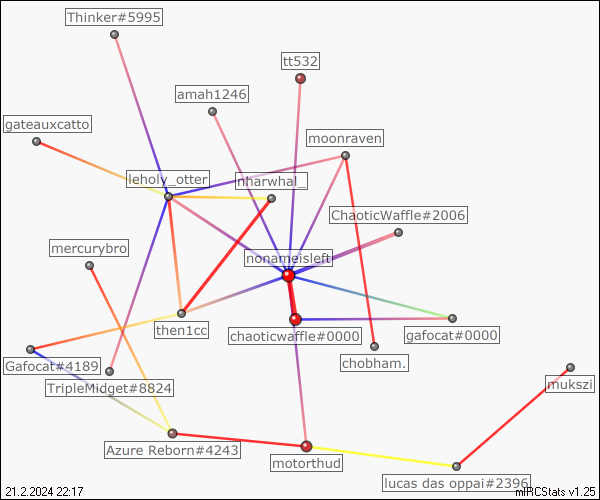 Thinker#5995
tt532
amah1246
gateauxcatto
moonraven
leholy_otter
nharwhal_
ChaoticWaffle#2006
mercurybro
nonameisleft
then1cc
chaoticwaffle#0000
gafocat#0000
Gafocat#4189
chobham.
TripleMidget#8824
mukszi
Azure Reborn#4243
motorthud
lucas das oppai#2396
21.2.2024 22:17
mIRCStats v1.25